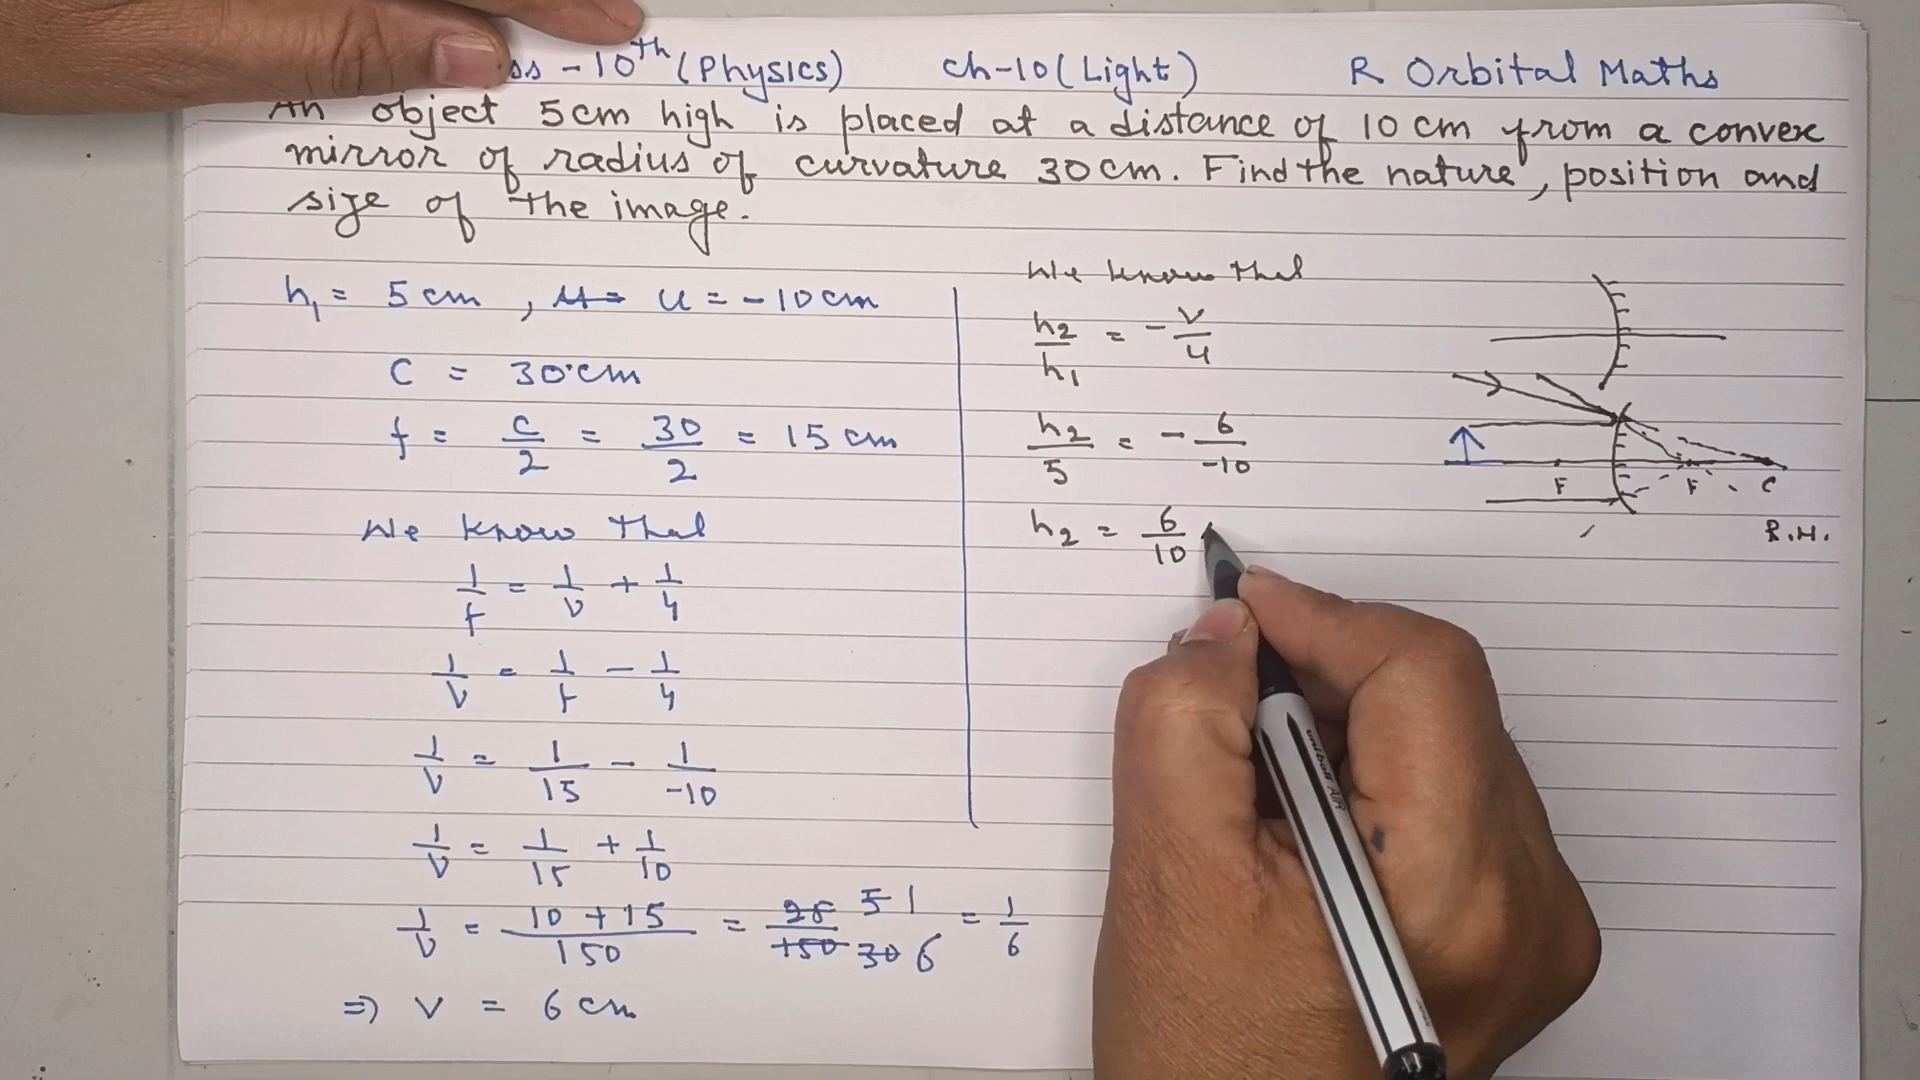 ss - 10th (Physics) Ch-10 (Light) R Orbital Maths
An object 5cm high is placed at a distance of 10 cm from a convex
mirror of radius of curvature 30cm. Find the nature, position and
size of the image.
h₁ = 5 cm , u = -10 cm
C = 30 cm
f = C/2 = 30/2 = 15 cm
We know that
1/f = 1/v + 1/u
1/v = 1/f - 1/u
1/v = 1/15 - 1/-10
1/v = 1/15 + 1/10
1/v = 10 + 15/150 = 25/150 5/30 1/6 = 1/6
⇒ v = 6 cm
We know that
h₂/h₁ = - v/u
h₂/5 = - 6/-10
h₂ = 6/10
F F C
R.H.
uni-ball AIR